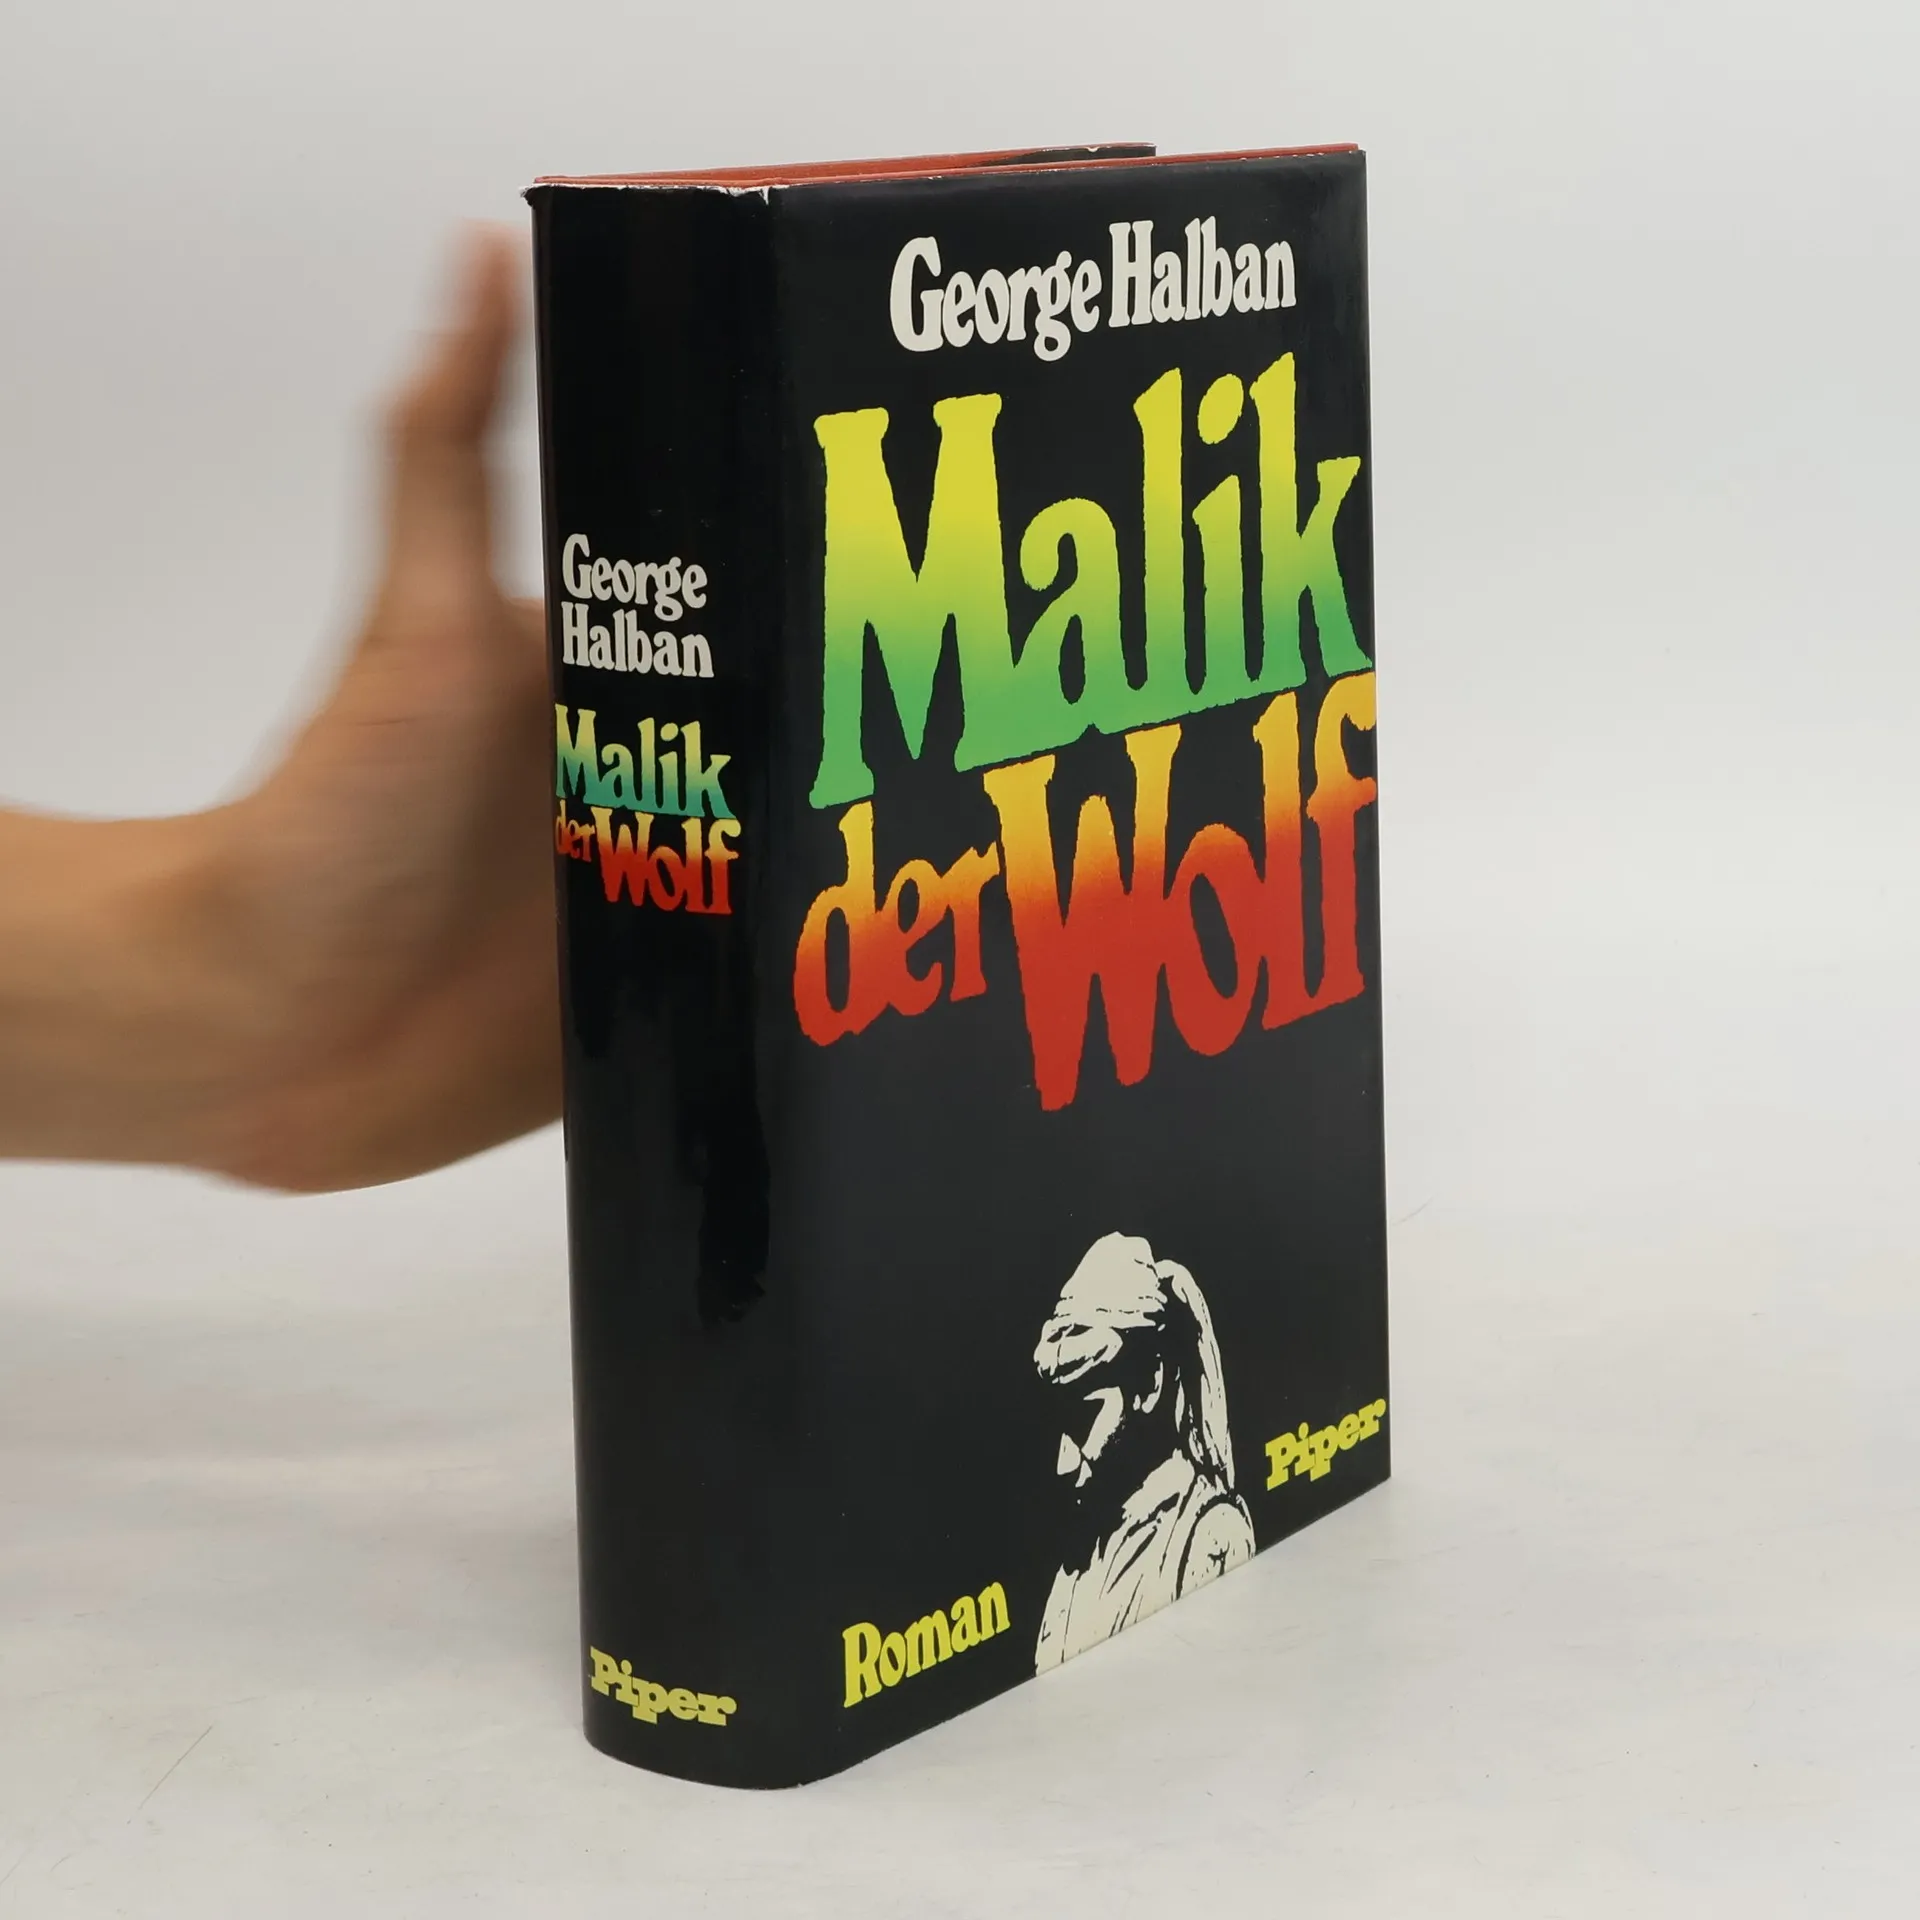 George
Halban
Malik
der Wolf
Piper
George Halban
Malik
der Wolf
Piper
Roman